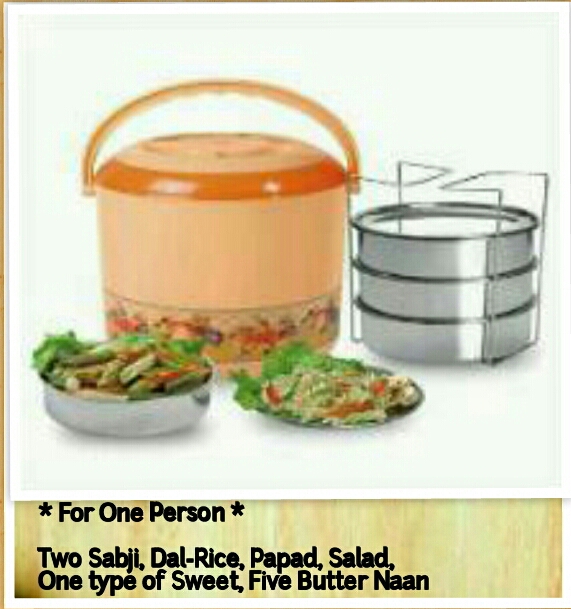 * For One Person *
Two Sabji, Dal-Rice, Papad, Salad,
One type of Sweet, Five Butter Naan